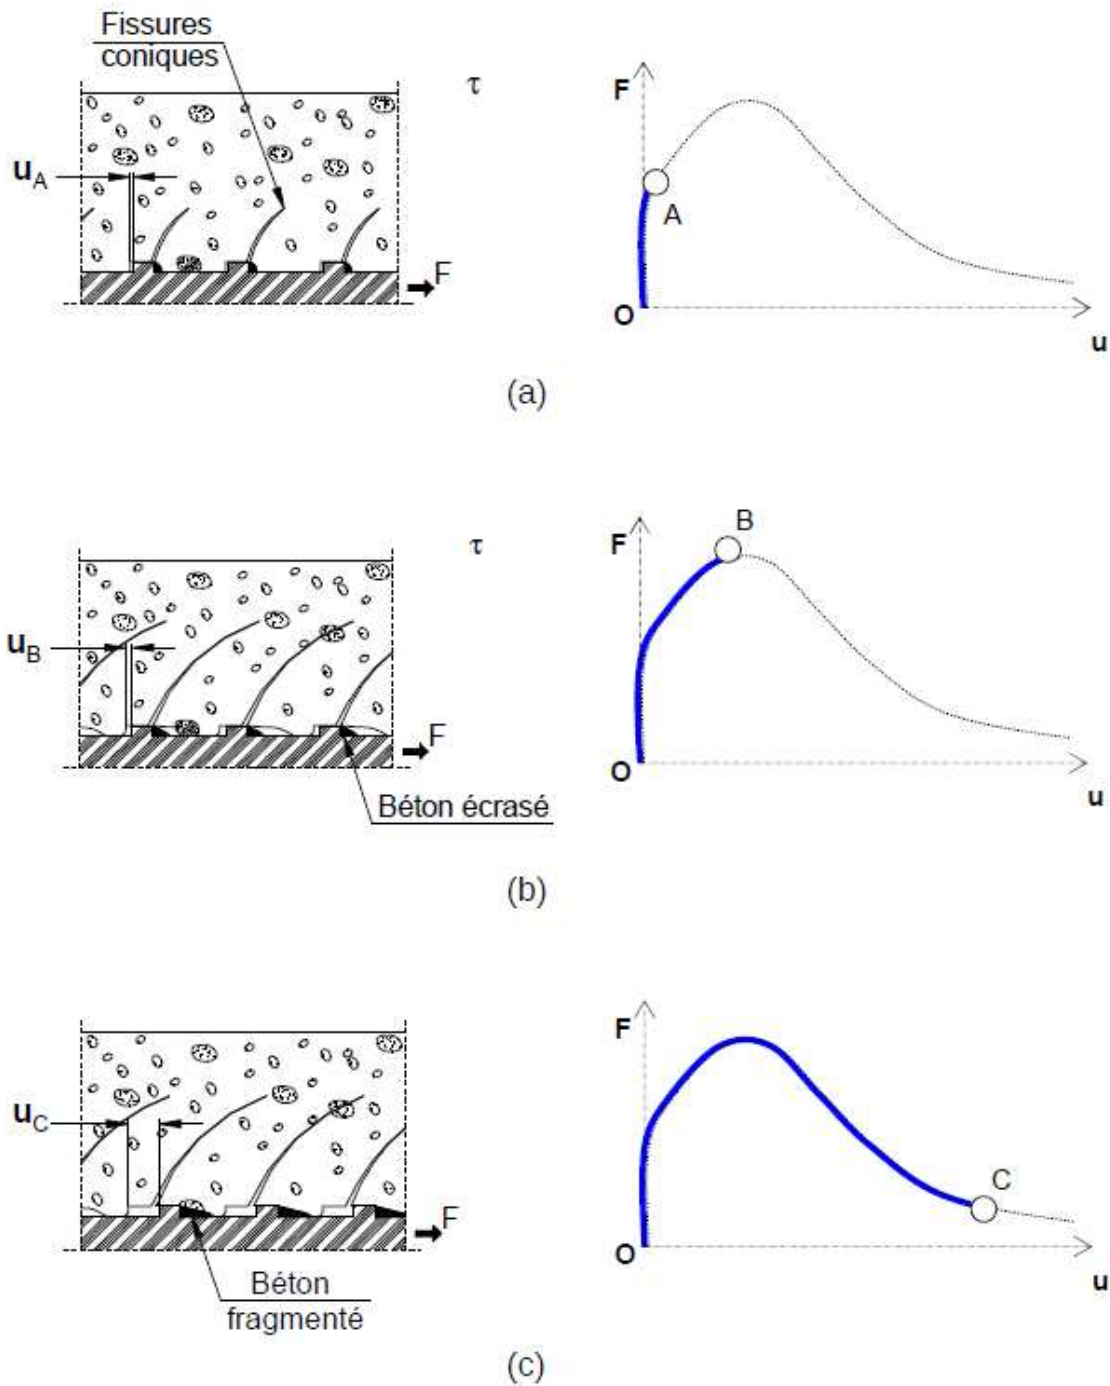 Fissures
coniques
τ
F
u_A
A
F
O
u
(a)
B
τ
F
u_B
F
O
u
Béton écrasé
(b)
F
C
u_C
F
O
u
Béton
fragmenté
(c)